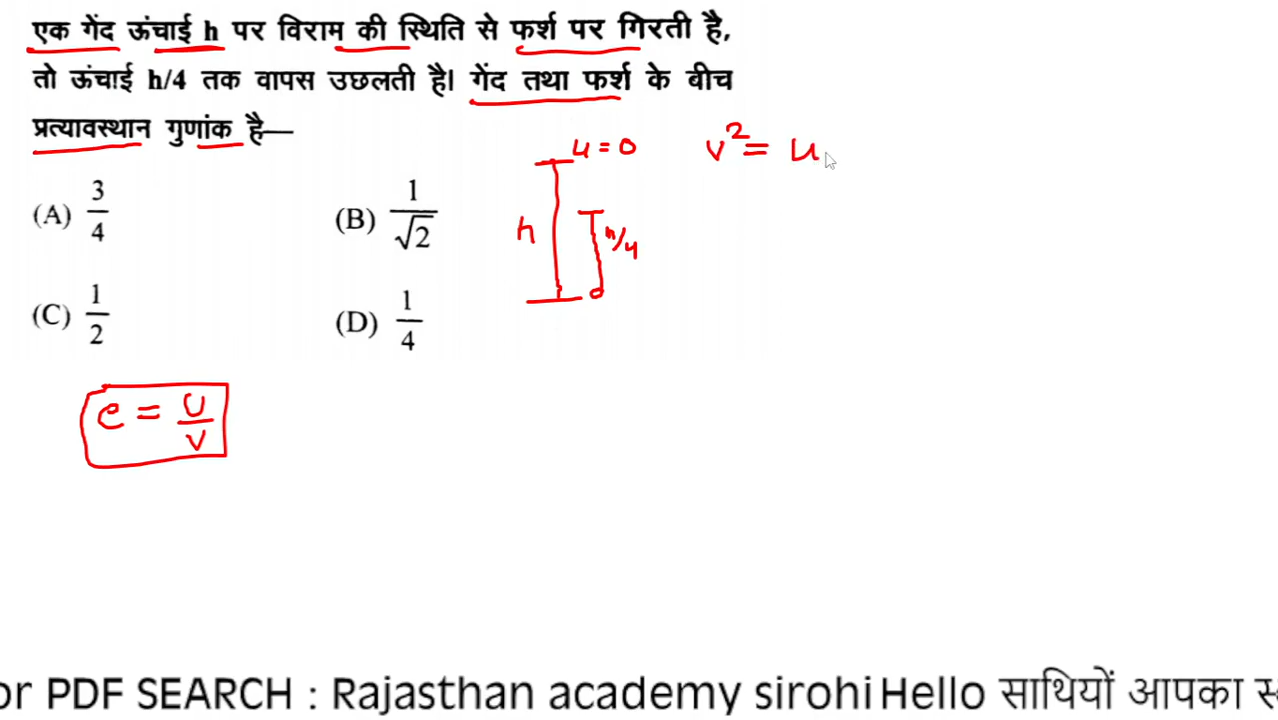 एक गेंद ऊंचाई h पर विराम की स्थिति से फर्श पर गिरती है,
तो ऊंचाई h/4 तक वापस उछलती है। गेंद तथा फर्श के बीच
प्रत्यावस्थान गुणांक है—
u = 0
v² = u
(A) 3/4
(B) 1/√2
h
h/4
(C) 1/2
(D) 1/4
e = u/v
or PDF SEARCH : Rajasthan academy sirohi Hello साथियों आपका